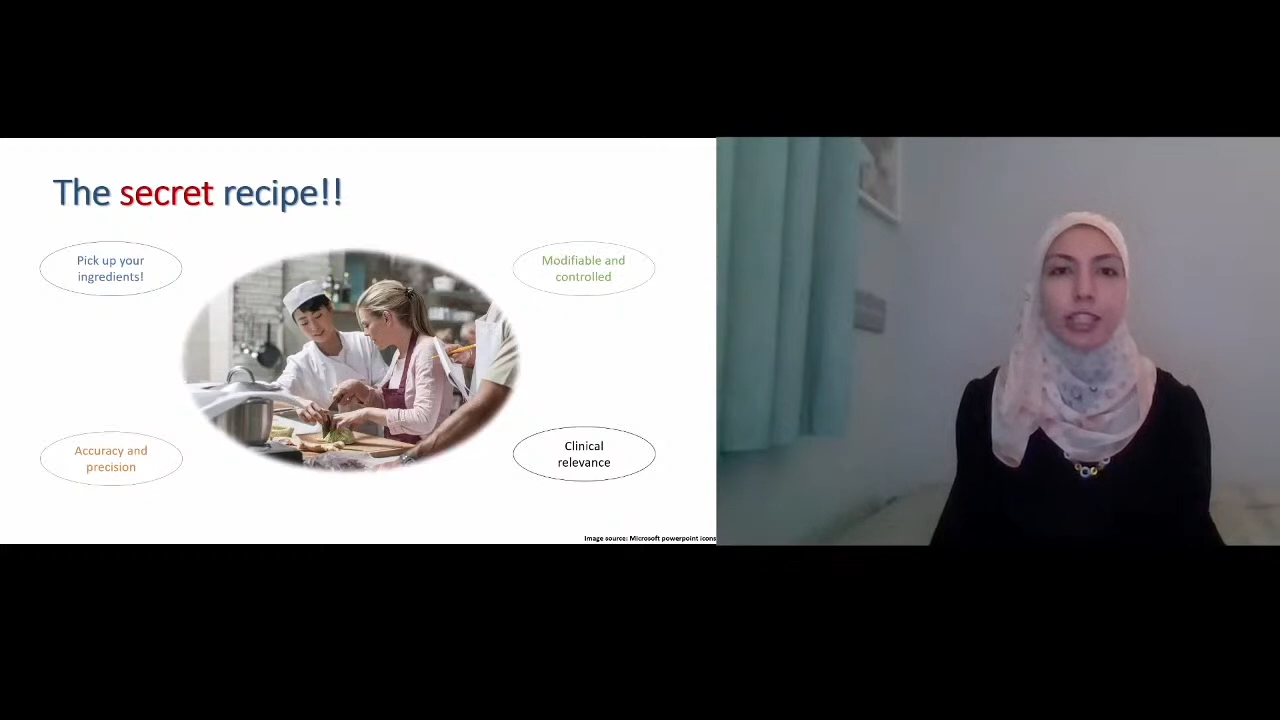 The secret recipe!!
Pick up your
ingredients!
Modifiable and
controlled
Accuracy and
precision
Clinical
relevance
Image source: Microsoft powerpoint icons